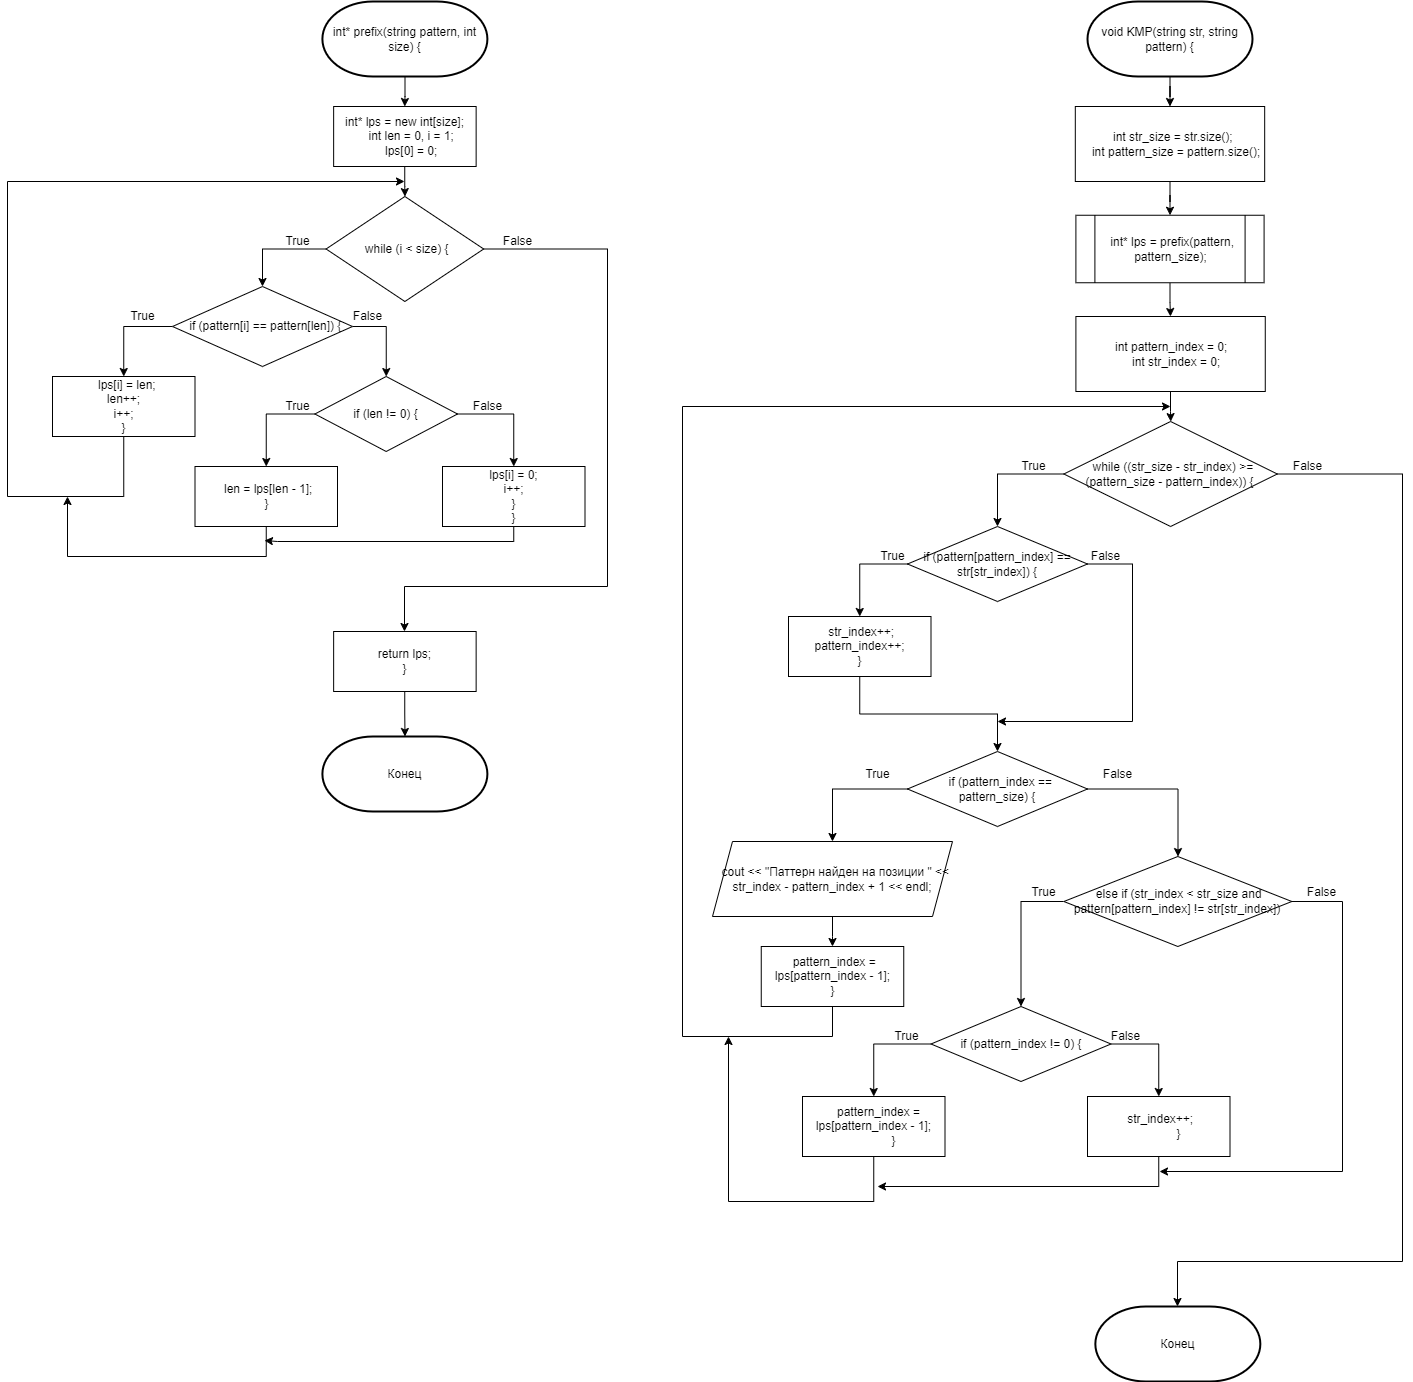 int* prefix(string pattern, int
size) {
int* lps = new int[size];
int len = 0, i = 1;
lps[0] = 0;
while (i < size) {
True
False
if (pattern[i] == pattern[len]) {
True
False
lps[i] = len;
len++;
i++;
}
if (len != 0) {
True
False
len = lps[len - 1];
}
lps[i] = 0;
i++;
}
}
return lps;
}
Конец
void KMP(string str, string
pattern) {
int str_size = str.size();
int pattern_size = pattern.size();
int* lps = prefix(pattern,
pattern_size);
int pattern_index = 0;
int str_index = 0;
while ((str_size - str_index) >=
(pattern_size - pattern_index)) {
True
False
if (pattern[pattern_index] ==
str[str_index]) {
True
False
str_index++;
pattern_index++;
}
if (pattern_index ==
pattern_size) {
True
False
cout << "Паттерн найден на позиции " <<
str_index - pattern_index + 1 << endl;
pattern_index =
lps[pattern_index - 1];
}
else if (str_index < str_size and
pattern[pattern_index] != str[str_index])
True
False
if (pattern_index != 0) {
True
False
pattern_index =
lps[pattern_index - 1];
}
str_index++;
}
Конец